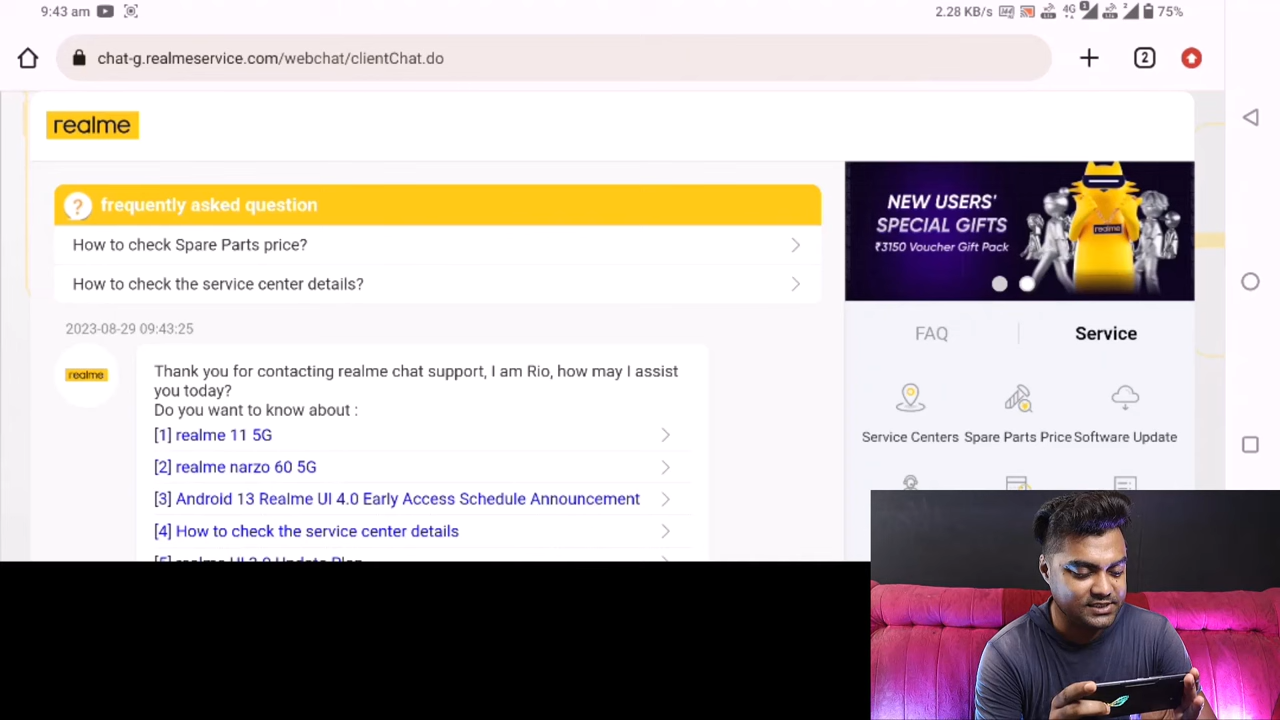 9:43 am
2.28 KB/s
4G
1
2
75%
chat-g.realmeservice.com/webchat/clientChat.do
2
realme
? frequently asked question
How to check Spare Parts price?
How to check the service center details?
2023-08-29 09:43:25
realme
Thank you for contacting realme chat support, I am Rio, how may I assist
you today?
Do you want to know about :
[1] realme 11 5G
[2] realme narzo 60 5G
[3] Android 13 Realme UI 4.0 Early Access Schedule Announcement
[4] How to check the service center details
NEW USERS'
SPECIAL GIFTS
₹3150 Voucher Gift Pack
realme
FAQ
Service
Service Centers
Spare Parts Price
Software Update